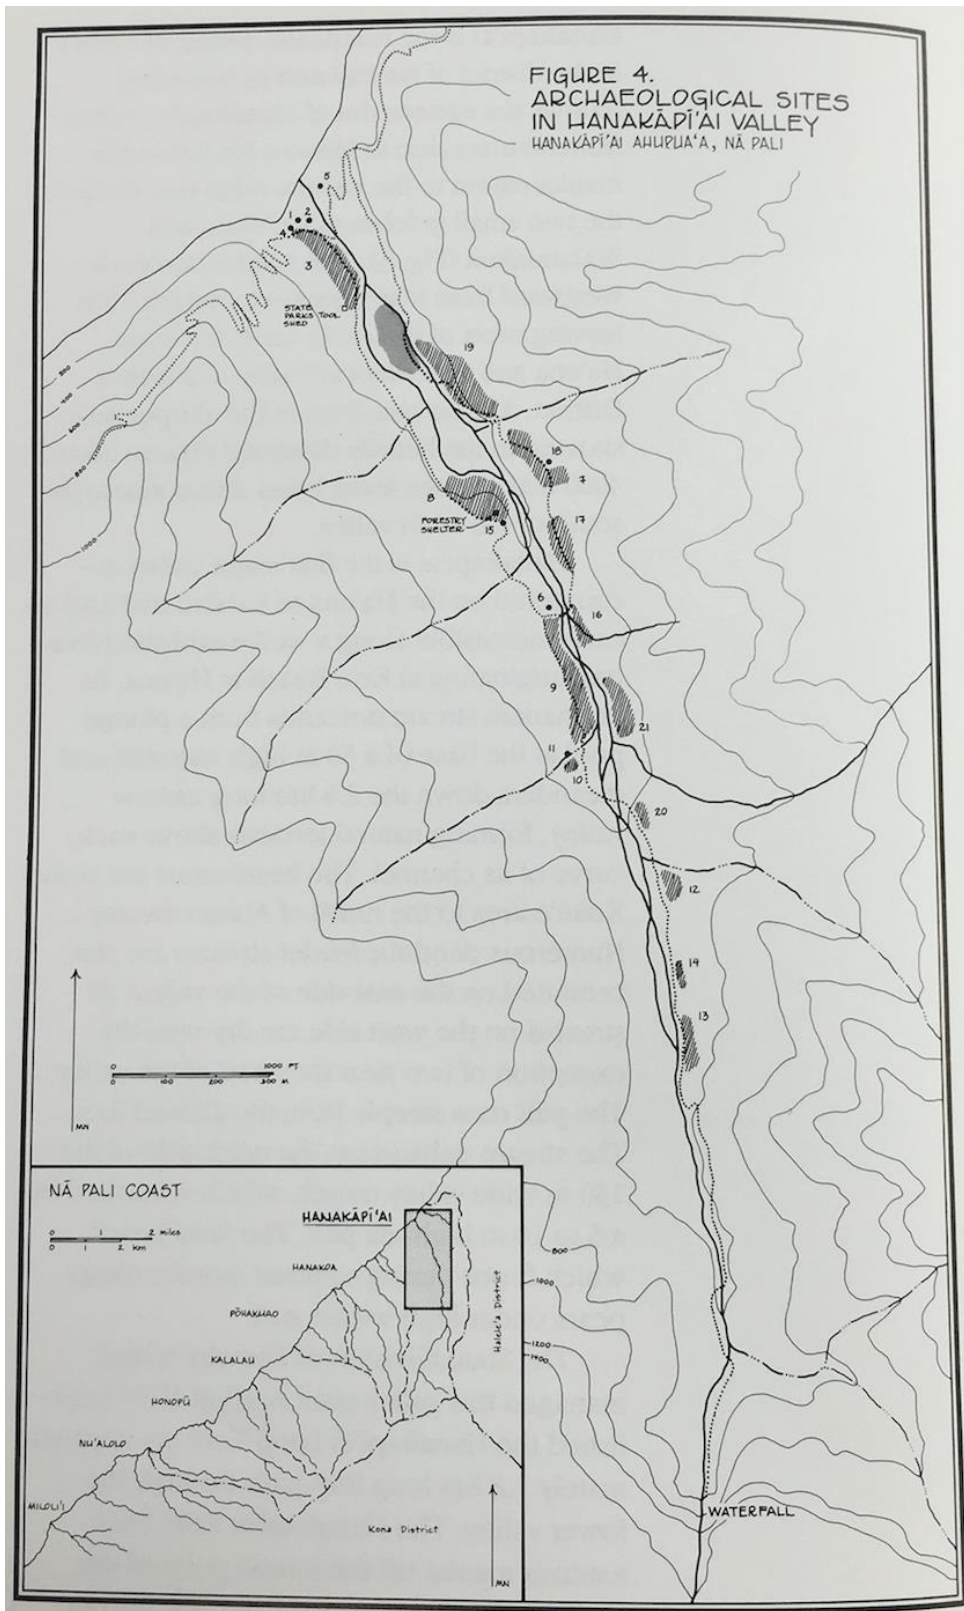 FIGURE 4.
ARCHAEOLOGICAL SITES
IN HANAKĀPĪ'AI VALLEY
HANAKĀPĪ'AI AHUPUA'A, NĀ PALI
5
1
2
4
3
STATE
PARKS TOOL
SHED
19
200
400
600
800
1000
18
7
8
17
FORESTRY
SHELTER
15
6
16
9
21
11
10
20
12
14
13
0 1000 FT
0 100 200 300 M
MN
NĀ PALI COAST
0 1 2 miles
0 1 2 km
HANAKĀPĪ'AI
HANAKOA
PŌHAKUAO
KALALAU
HONOPŪ
NU'ALOLO
MILOLI'I
Halele'a District
Kona District
MN
800
1000
1200
1400
WATERFALL